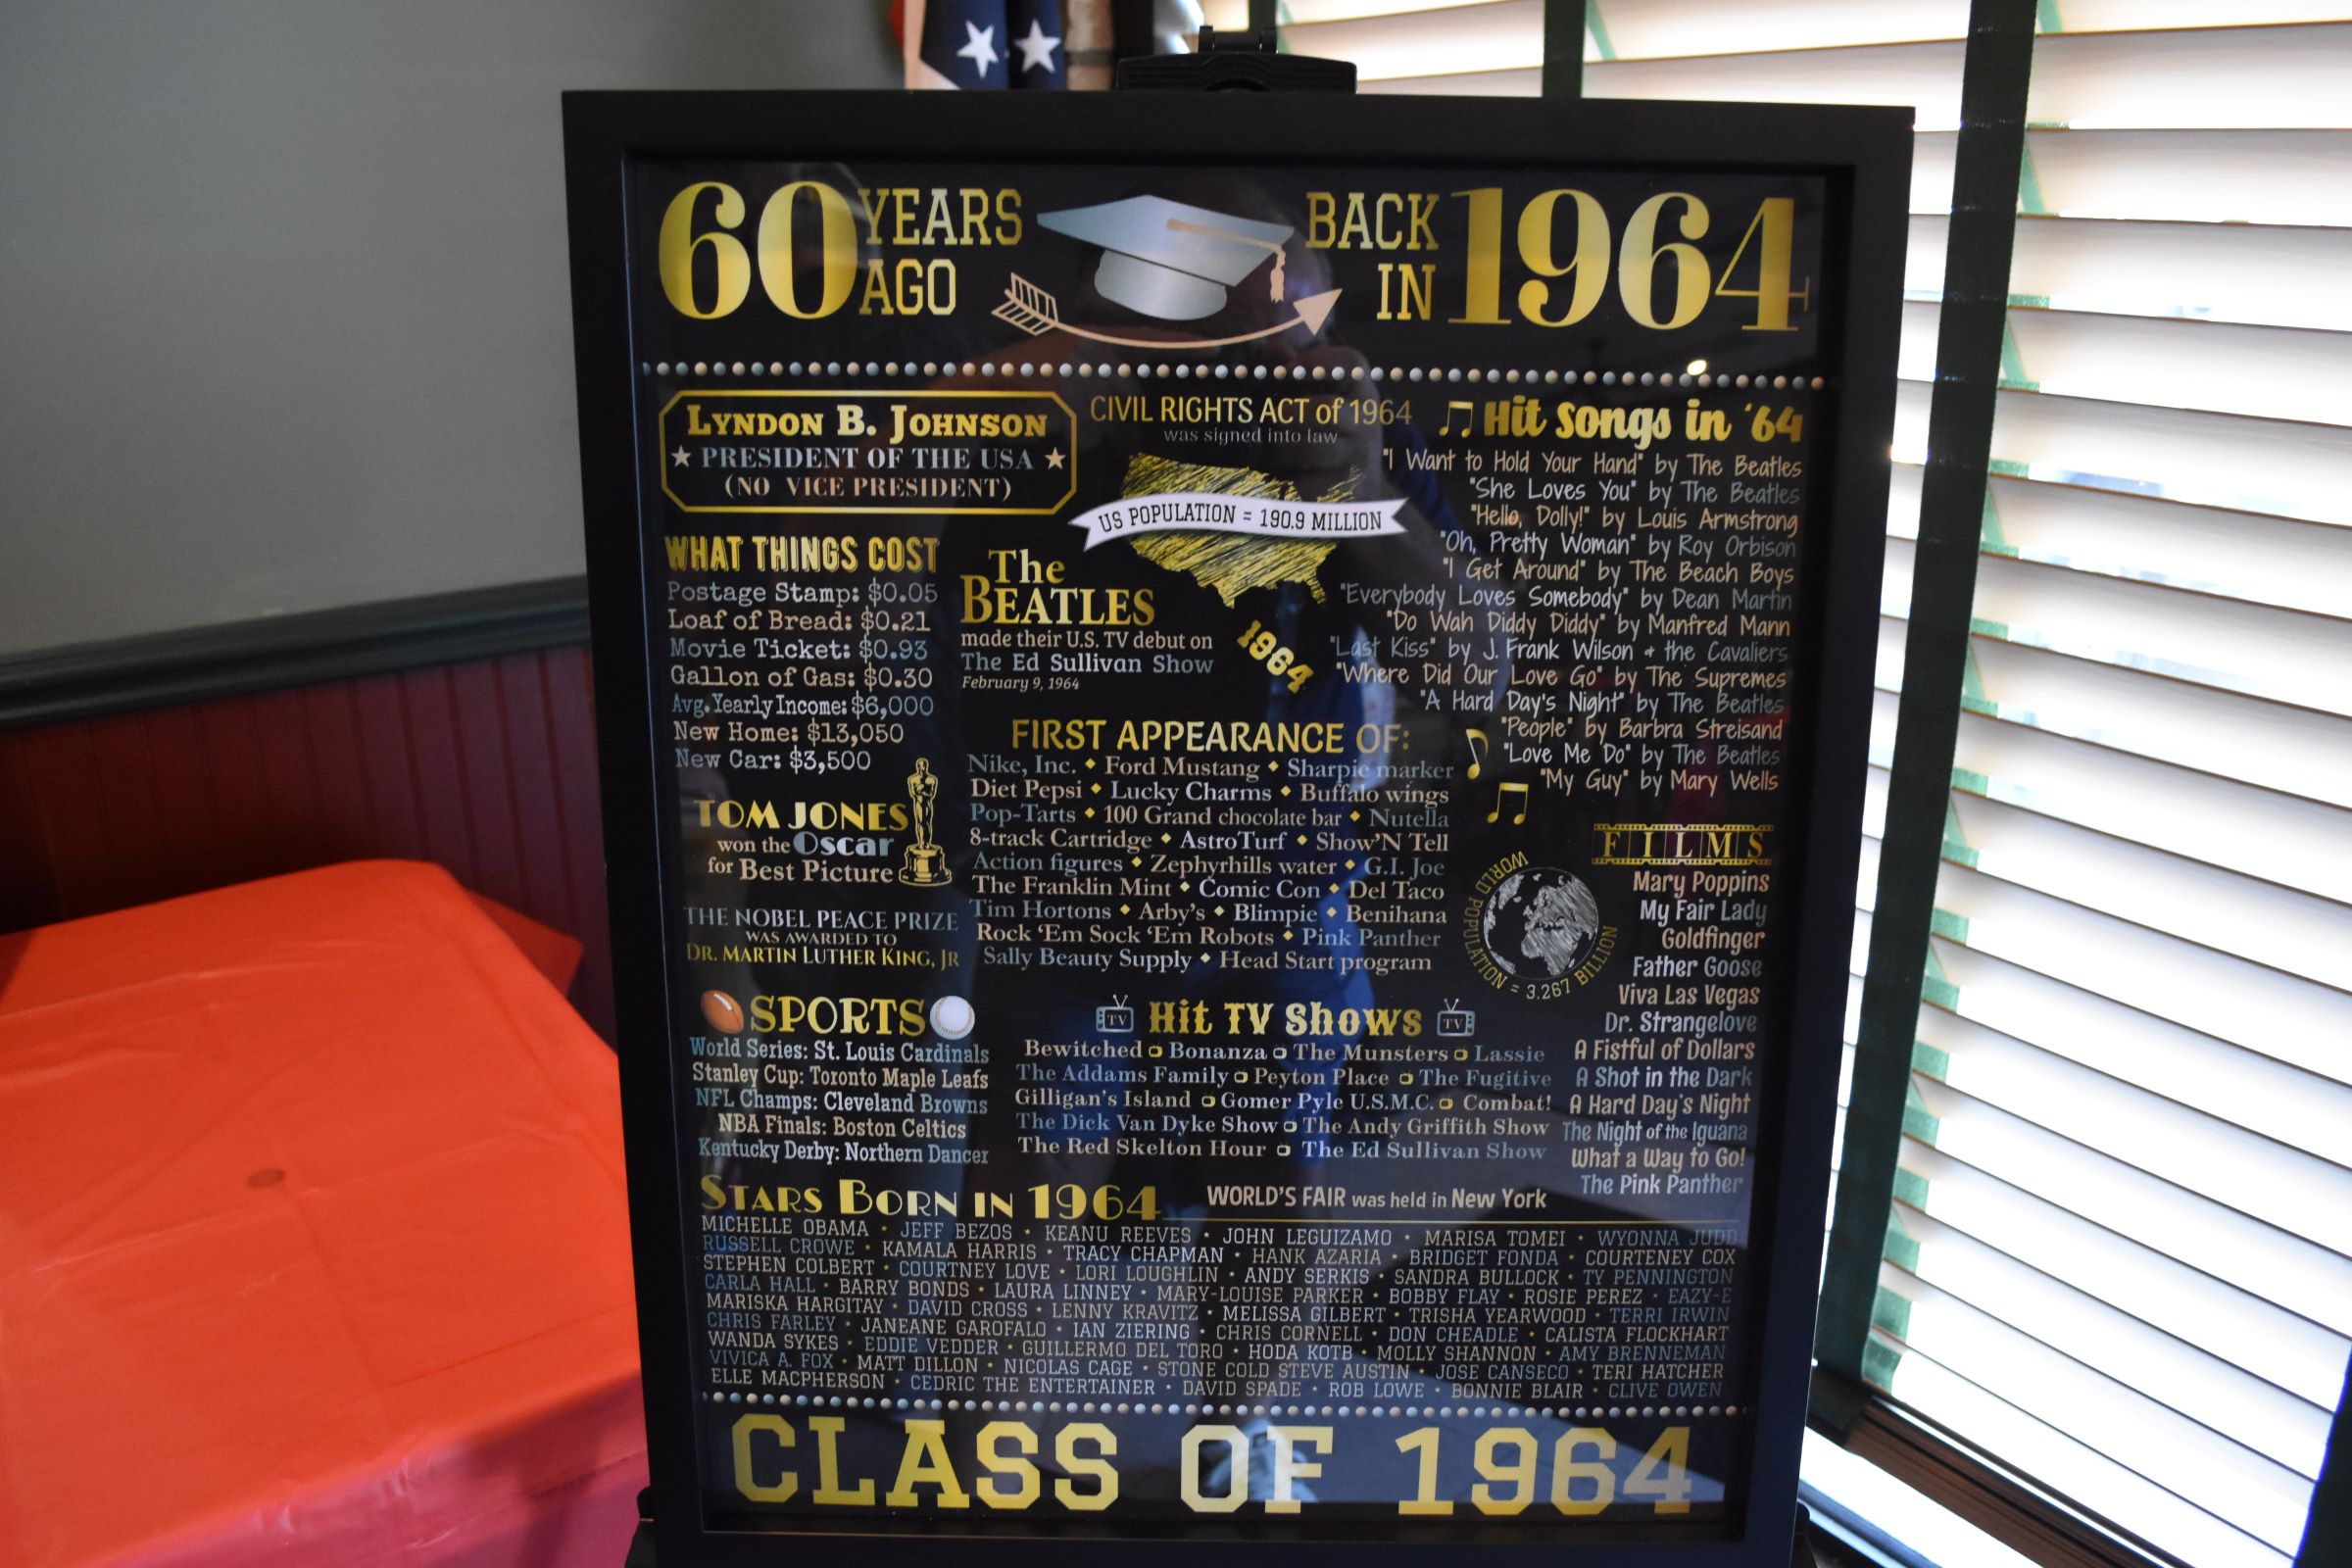 60 YEARS AGO BACK IN 1964
LYNDON B. JOHNSON
★ PRESIDENT OF THE USA ★
(NO VICE PRESIDENT)
WHAT THINGS COST
Postage Stamp: $0.05
Loaf of Bread: $0.21
Movie Ticket: $0.93
Gallon of Gas: $0.30
Avg. Yearly Income: $6,000
New Home: $13,050
New Car: $3,500
TOM JONES
won the Oscar
for Best Picture
THE NOBEL PEACE PRIZE
WAS AWARDED TO
DR. MARTIN LUTHER KING, JR
CIVIL RIGHTS ACT of 1964
was signed into law
US POPULATION = 190.9 MILLION
1964
The
BEATLES
made their U.S. TV debut on
The Ed Sullivan Show
February 9, 1964
Hit Songs in '64
"I Want to Hold Your Hand" by The Beatles
"She Loves You" by The Beatles
"Hello, Dolly!" by Louis Armstrong
"Oh, Pretty Woman" by Roy Orbison
"I Get Around" by The Beach Boys
"Everybody Loves Somebody" by Dean Martin
"Do Wah Diddy Diddy" by Manfred Mann
"Last Kiss" by J. Frank Wilson + the Cavaliers
"Where Did Our Love Go" by The Supremes
"A Hard Day's Night" by The Beatles
"People" by Barbra Streisand
"Love Me Do" by The Beatles
"My Guy" by Mary Wells
FIRST APPEARANCE OF:
Nike, Inc. ◆ Ford Mustang ◆ Sharpie marker
Diet Pepsi ◆ Lucky Charms ◆ Buffalo wings
Pop-Tarts ◆ 100 Grand chocolate bar ◆ Nutella
8-track Cartridge ◆ AstroTurf ◆ Show'N Tell
Action figures ◆ Zephyrhills water ◆ G.I. Joe
The Franklin Mint ◆ Comic Con ◆ Del Taco
Tim Hortons ◆ Arby's ◆ Blimpie ◆ Benihana
Rock 'Em Sock 'Em Robots ◆ Pink Panther
Sally Beauty Supply ◆ Head Start program
WORLD POPULATION = 3.267 BILLION
FILMS
Mary Poppins
My Fair Lady
Goldfinger
Father Goose
Viva Las Vegas
Dr. Strangelove
A Fistful of Dollars
A Shot in the Dark
A Hard Day's Night
The Night of the Iguana
What a Way to Go!
The Pink Panther
SPORTS
World Series: St. Louis Cardinals
Stanley Cup: Toronto Maple Leafs
NFL Champs: Cleveland Browns
NBA Finals: Boston Celtics
Kentucky Derby: Northern Dancer
TV Hit TV Shows TV
Bewitched Bonanza The Munsters Lassie
The Addams Family Peyton Place The Fugitive
Gilligan's Island Gomer Pyle U.S.M.C. Combat!
The Dick Van Dyke Show The Andy Griffith Show
The Red Skelton Hour The Ed Sullivan Show
STARS BORN IN 1964
WORLD'S FAIR was held in New York
MICHELLE OBAMA • JEFF BEZOS • KEANU REEVES • JOHN LEGUIZAMO • MARISA TOMEI • WYONNA JUDD
RUSSELL CROWE • KAMALA HARRIS • TRACY CHAPMAN • HANK AZARIA • BRIDGET FONDA • COURTENEY COX
STEPHEN COLBERT • COURTNEY LOVE • LORI LOUGHLIN • ANDY SERKIS • SANDRA BULLOCK • TY PENNINGTON
CARLA HALL • BARRY BONDS • LAURA LINNEY • MARY-LOUISE PARKER • BOBBY FLAY • ROSIE PEREZ • EAZY-E
MARISKA HARGITAY • DAVID CROSS • LENNY KRAVITZ • MELISSA GILBERT • TRISHA YEARWOOD • TERRI IRWIN
CHRIS FARLEY • JANEANE GAROFALO • IAN ZIERING • CHRIS CORNELL • DON CHEADLE • CALISTA FLOCKHART
WANDA SYKES • EDDIE VEDDER • GUILLERMO DEL TORO • HODA KOTB • MOLLY SHANNON • AMY BRENNEMAN
VIVICA A. FOX • MATT DILLON • NICOLAS CAGE • STONE COLD STEVE AUSTIN • JOSE CANSECO • TERI HATCHER
ELLE MACPHERSON • CEDRIC THE ENTERTAINER • DAVID SPADE • ROB LOWE • BONNIE BLAIR • CLIVE OWEN
CLASS OF 1964